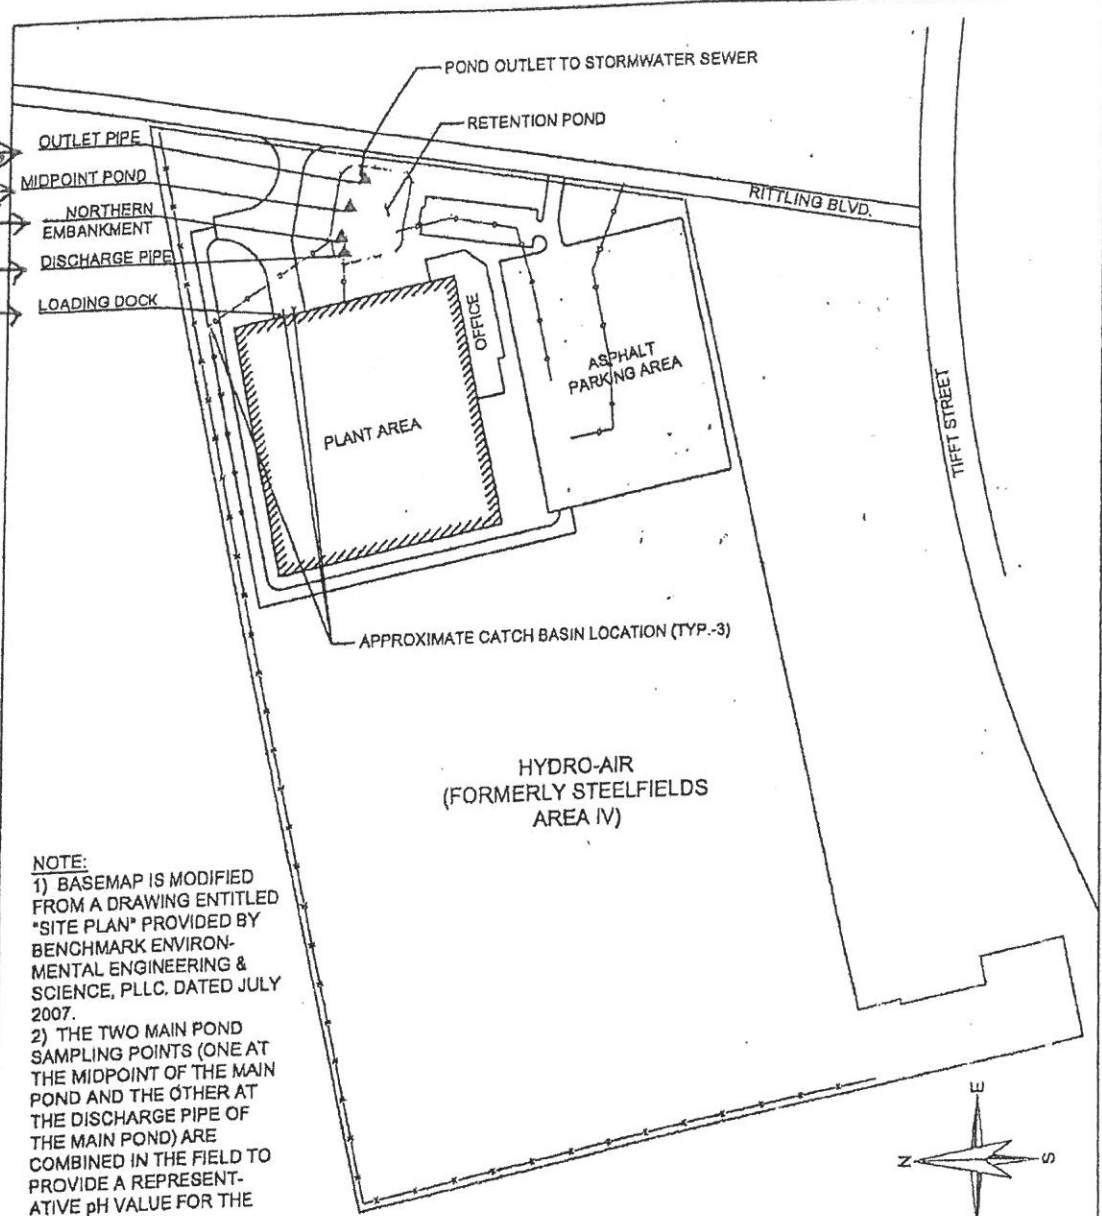 POND OUTLET TO STORMWATER SEWER
RETENTION POND
OUTLET PIPE
MIDPOINT POND
NORTHERN
EMBANKMENT
DISCHARGE PIPE
LOADING DOCK
RITTLING BLVD.
OFFICE
ASPHALT
PARKING AREA
PLANT AREA
TIFFT STREET
APPROXIMATE CATCH BASIN LOCATION (TYP.-3)
HYDRO-AIR
(FORMERLY STEELFIELDS
AREA IV)
NOTE:
1) BASEMAP IS MODIFIED
FROM A DRAWING ENTITLED
"SITE PLAN" PROVIDED BY
BENCHMARK ENVIRON-
MENTAL ENGINEERING &
SCIENCE, PLLC. DATED JULY
2007.
2) THE TWO MAIN POND
SAMPLING POINTS (ONE AT
THE MIDPOINT OF THE MAIN
POND AND THE OTHER AT
THE DISCHARGE PIPE OF
THE MAIN POND) ARE
COMBINED IN THE FIELD TO
PROVIDE A REPRESENT-
ATIVE pH VALUE FOR THE
E
N
S